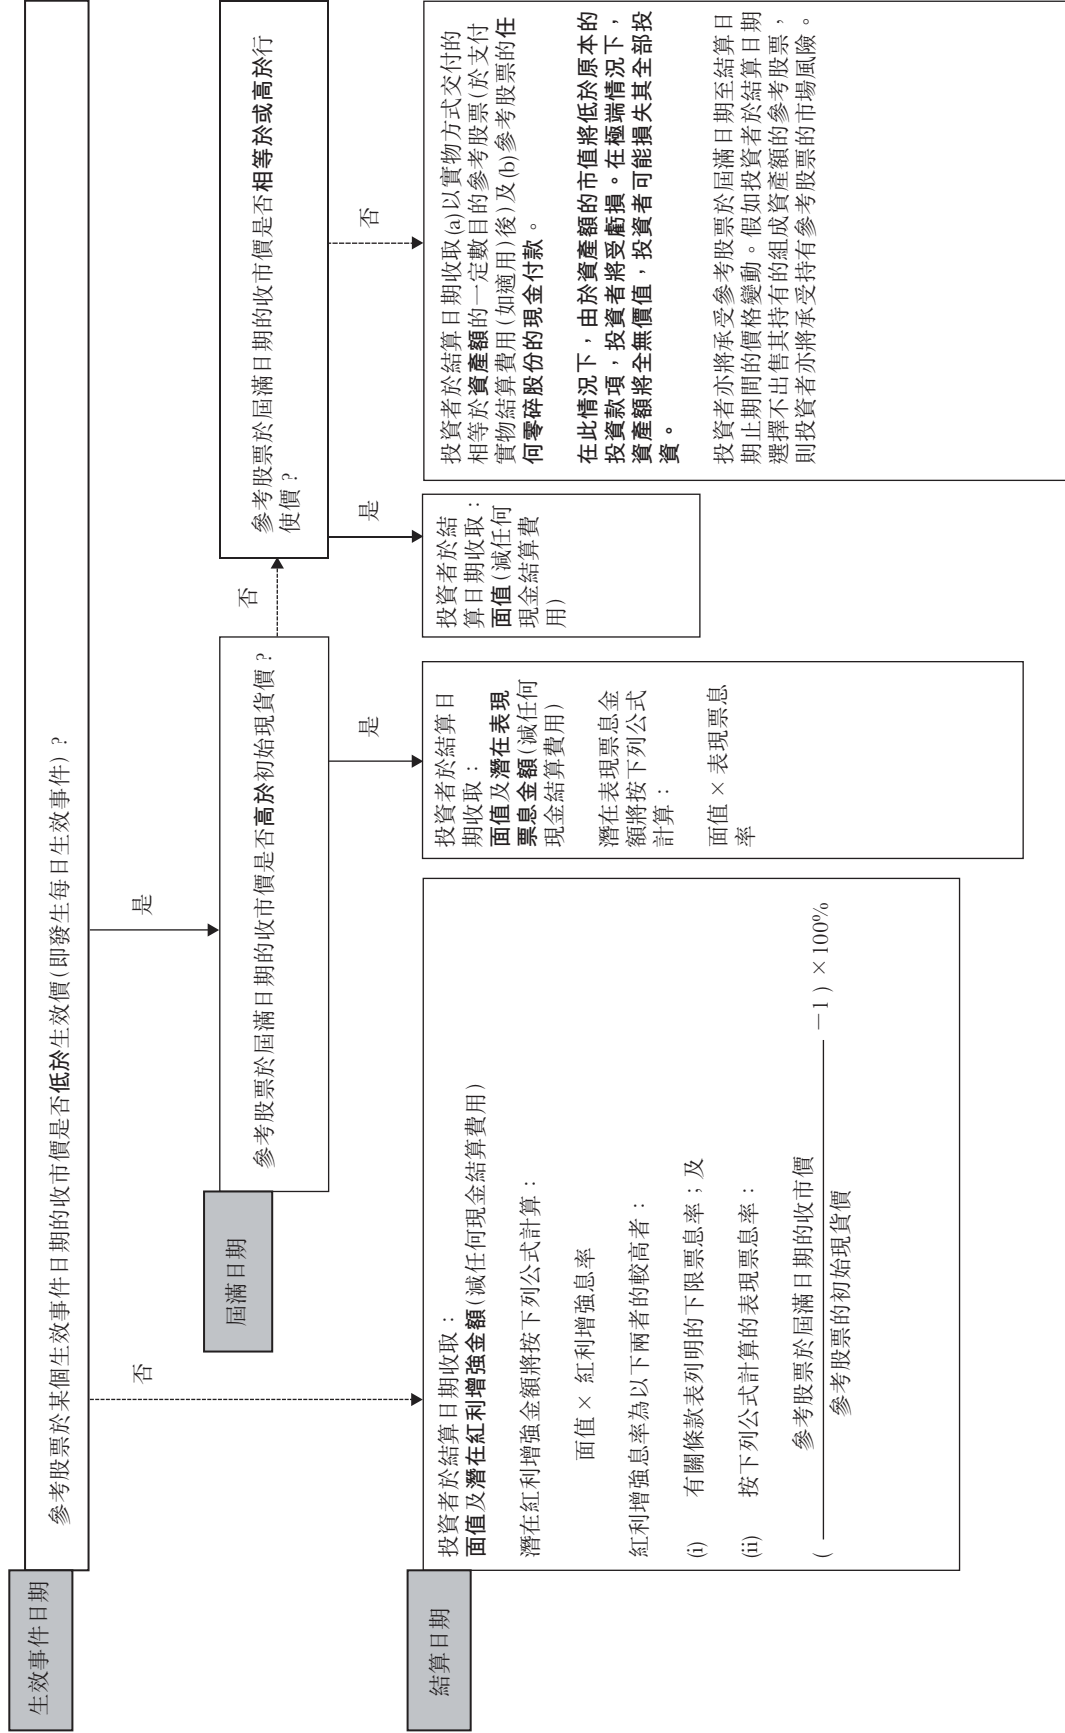 生效事件日期
參考股票於某個生效事件日期的收市價是否低於生效價(即發生每日生效事件)?
否
是
屆滿日期
參考股票於屆滿日期的收市價是否高於初始現貨價?
否
是
參考股票於屆滿日期的收市價是否相等於或高於行
使價?
是
否
結算日期
投資者於結算日期收取:
面值及潛在紅利增強金額(減任何現金結算費用)
潛在紅利增強金額將按下列公式計算:
面值 × 紅利增強息率
紅利增強息率為以下兩者的較高者:
(i) 有關條款表列明的下限票息率;及
(ii) 按下列公式計算的表現票息率:
參考股票於屆滿日期的收市價
( —1 ) ×100%
參考股票的初始現貨價
投資者於結算日
期收取:
面值及潛在表現
票息金額(減任何
現金結算費用)
潛在表現票息金
額將按下列公式
計算:
面值 × 表現票息
率
投資者於結
算日期收取:
面值(減任何
現金結算費
用)
投資者於結算日期收取(a)以實物方式交付的
相等於資產額的一定數目的參考股票(於支付
實物結算費用(如適用)後)及(b)參考股票的任
何零碎股份的現金付款。
在此情況下,由於資產額的市值將低於原本的
投資款項,投資者將受虧損。在極端情況下,
資產額將全無價值,投資者可能損失其全部投
資。
投資者亦將承受參考股票於屆滿日期至結算日
期止期間的價格變動。假如投資者於結算日期
選擇不出售其持有的組成資產額的參考股票,
則投資者亦將承受持有參考股票的市場風險。